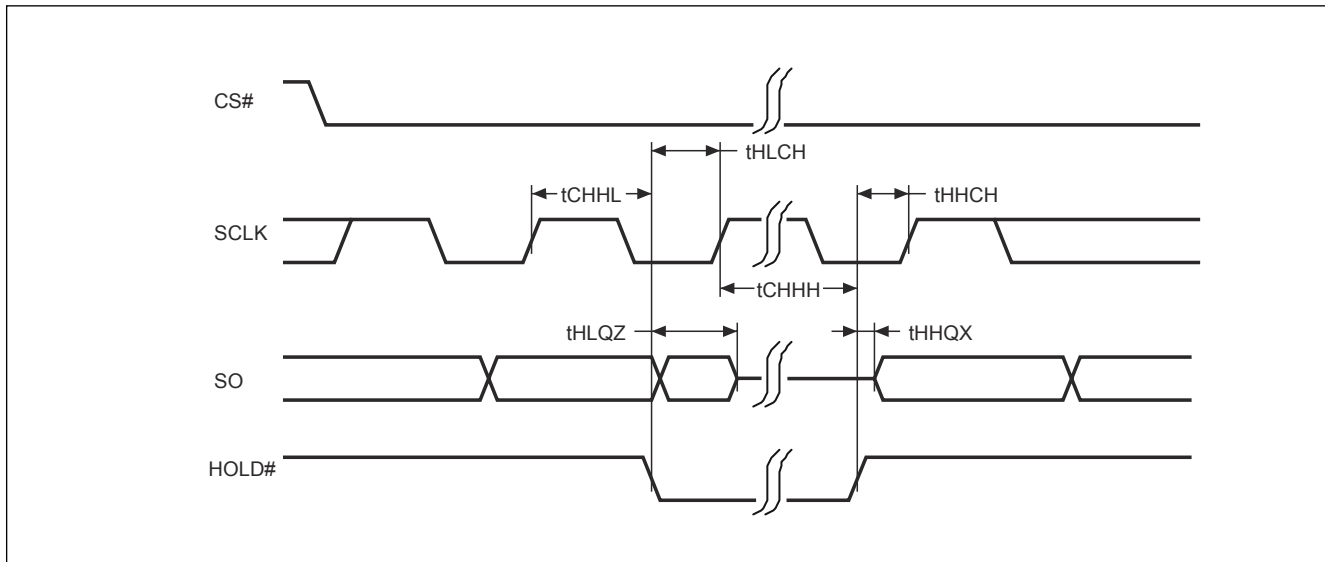 CS#
tHLCH
tCHHL
tHHCH
SCLK
tCHHH
tHLQZ
tHHQX
SO
HOLD#